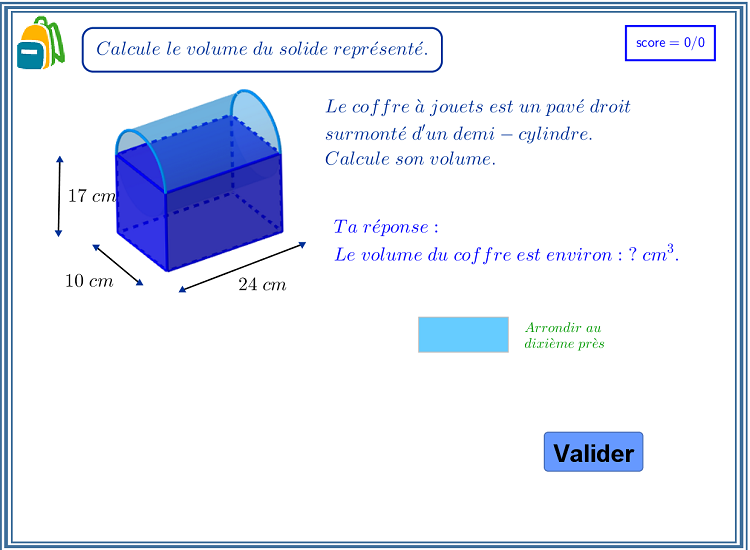 Calcule le volume du solide représenté.
score = 0/0
Le coffre à jouets est un pavé droit
surmonté d'un demi − cylindre.
Calcule son volume.
17 cm
10 cm
24 cm
Ta réponse :
Le volume du coffre est environ : ? cm³.
Arrondir au
dixième près
Valider